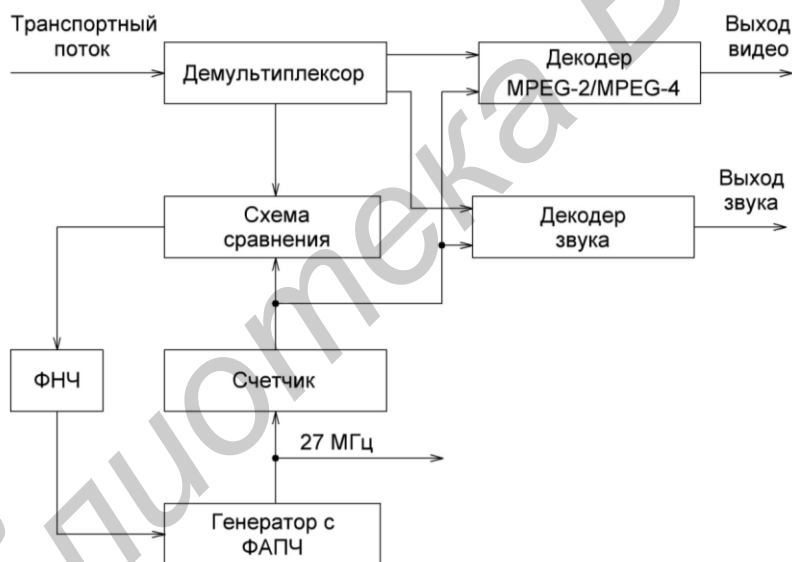 Транспортный
поток
Демультиплексор
Декодер
MPEG-2/MPEG-4
Выход
видео
Схема
сравнения
Декодер
звука
Выход
звука
ФНЧ
Счетчик
27 МГц
Генератор с
ФАПЧ